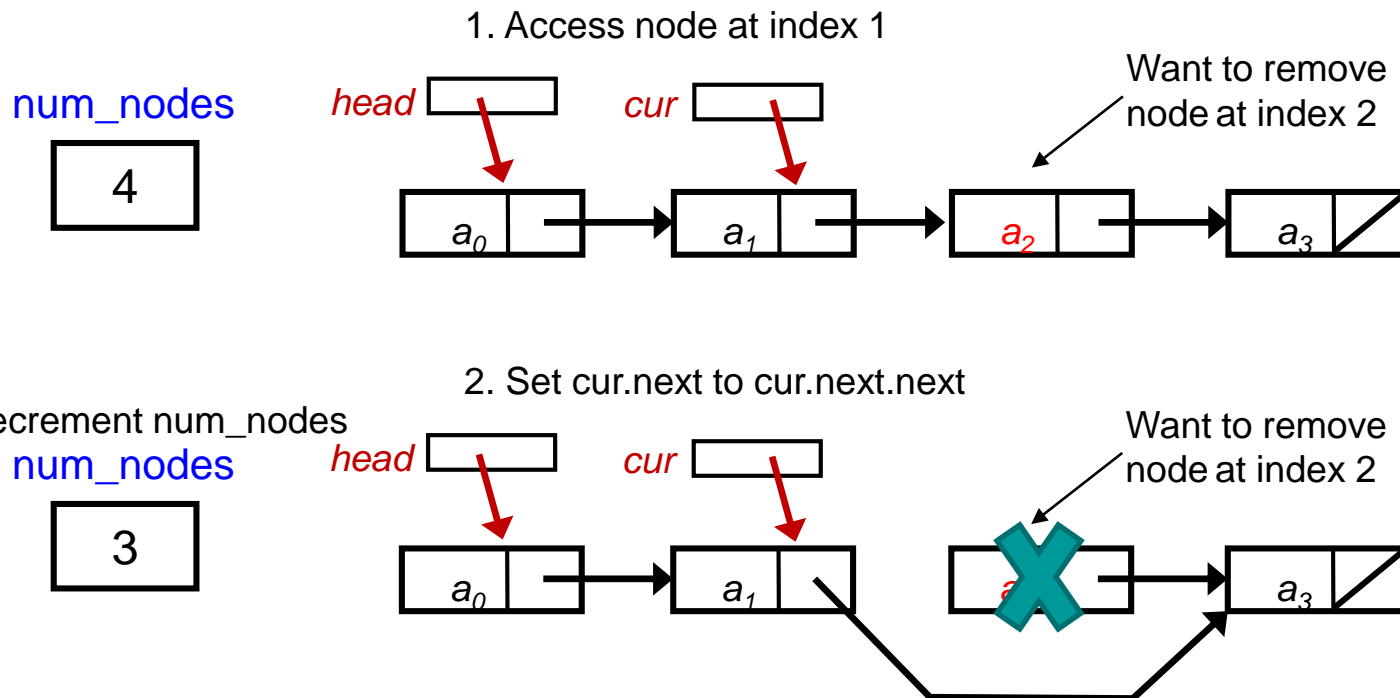 1. Access node at index 1
num_nodes
4
head
cur
Want to remove
node at index 2
a0
a1
a2
a3
2. Set cur.next to cur.next.next
ecrement num_nodes
num_nodes
3
head
cur
Want to remove
node at index 2
a0
a1
a3